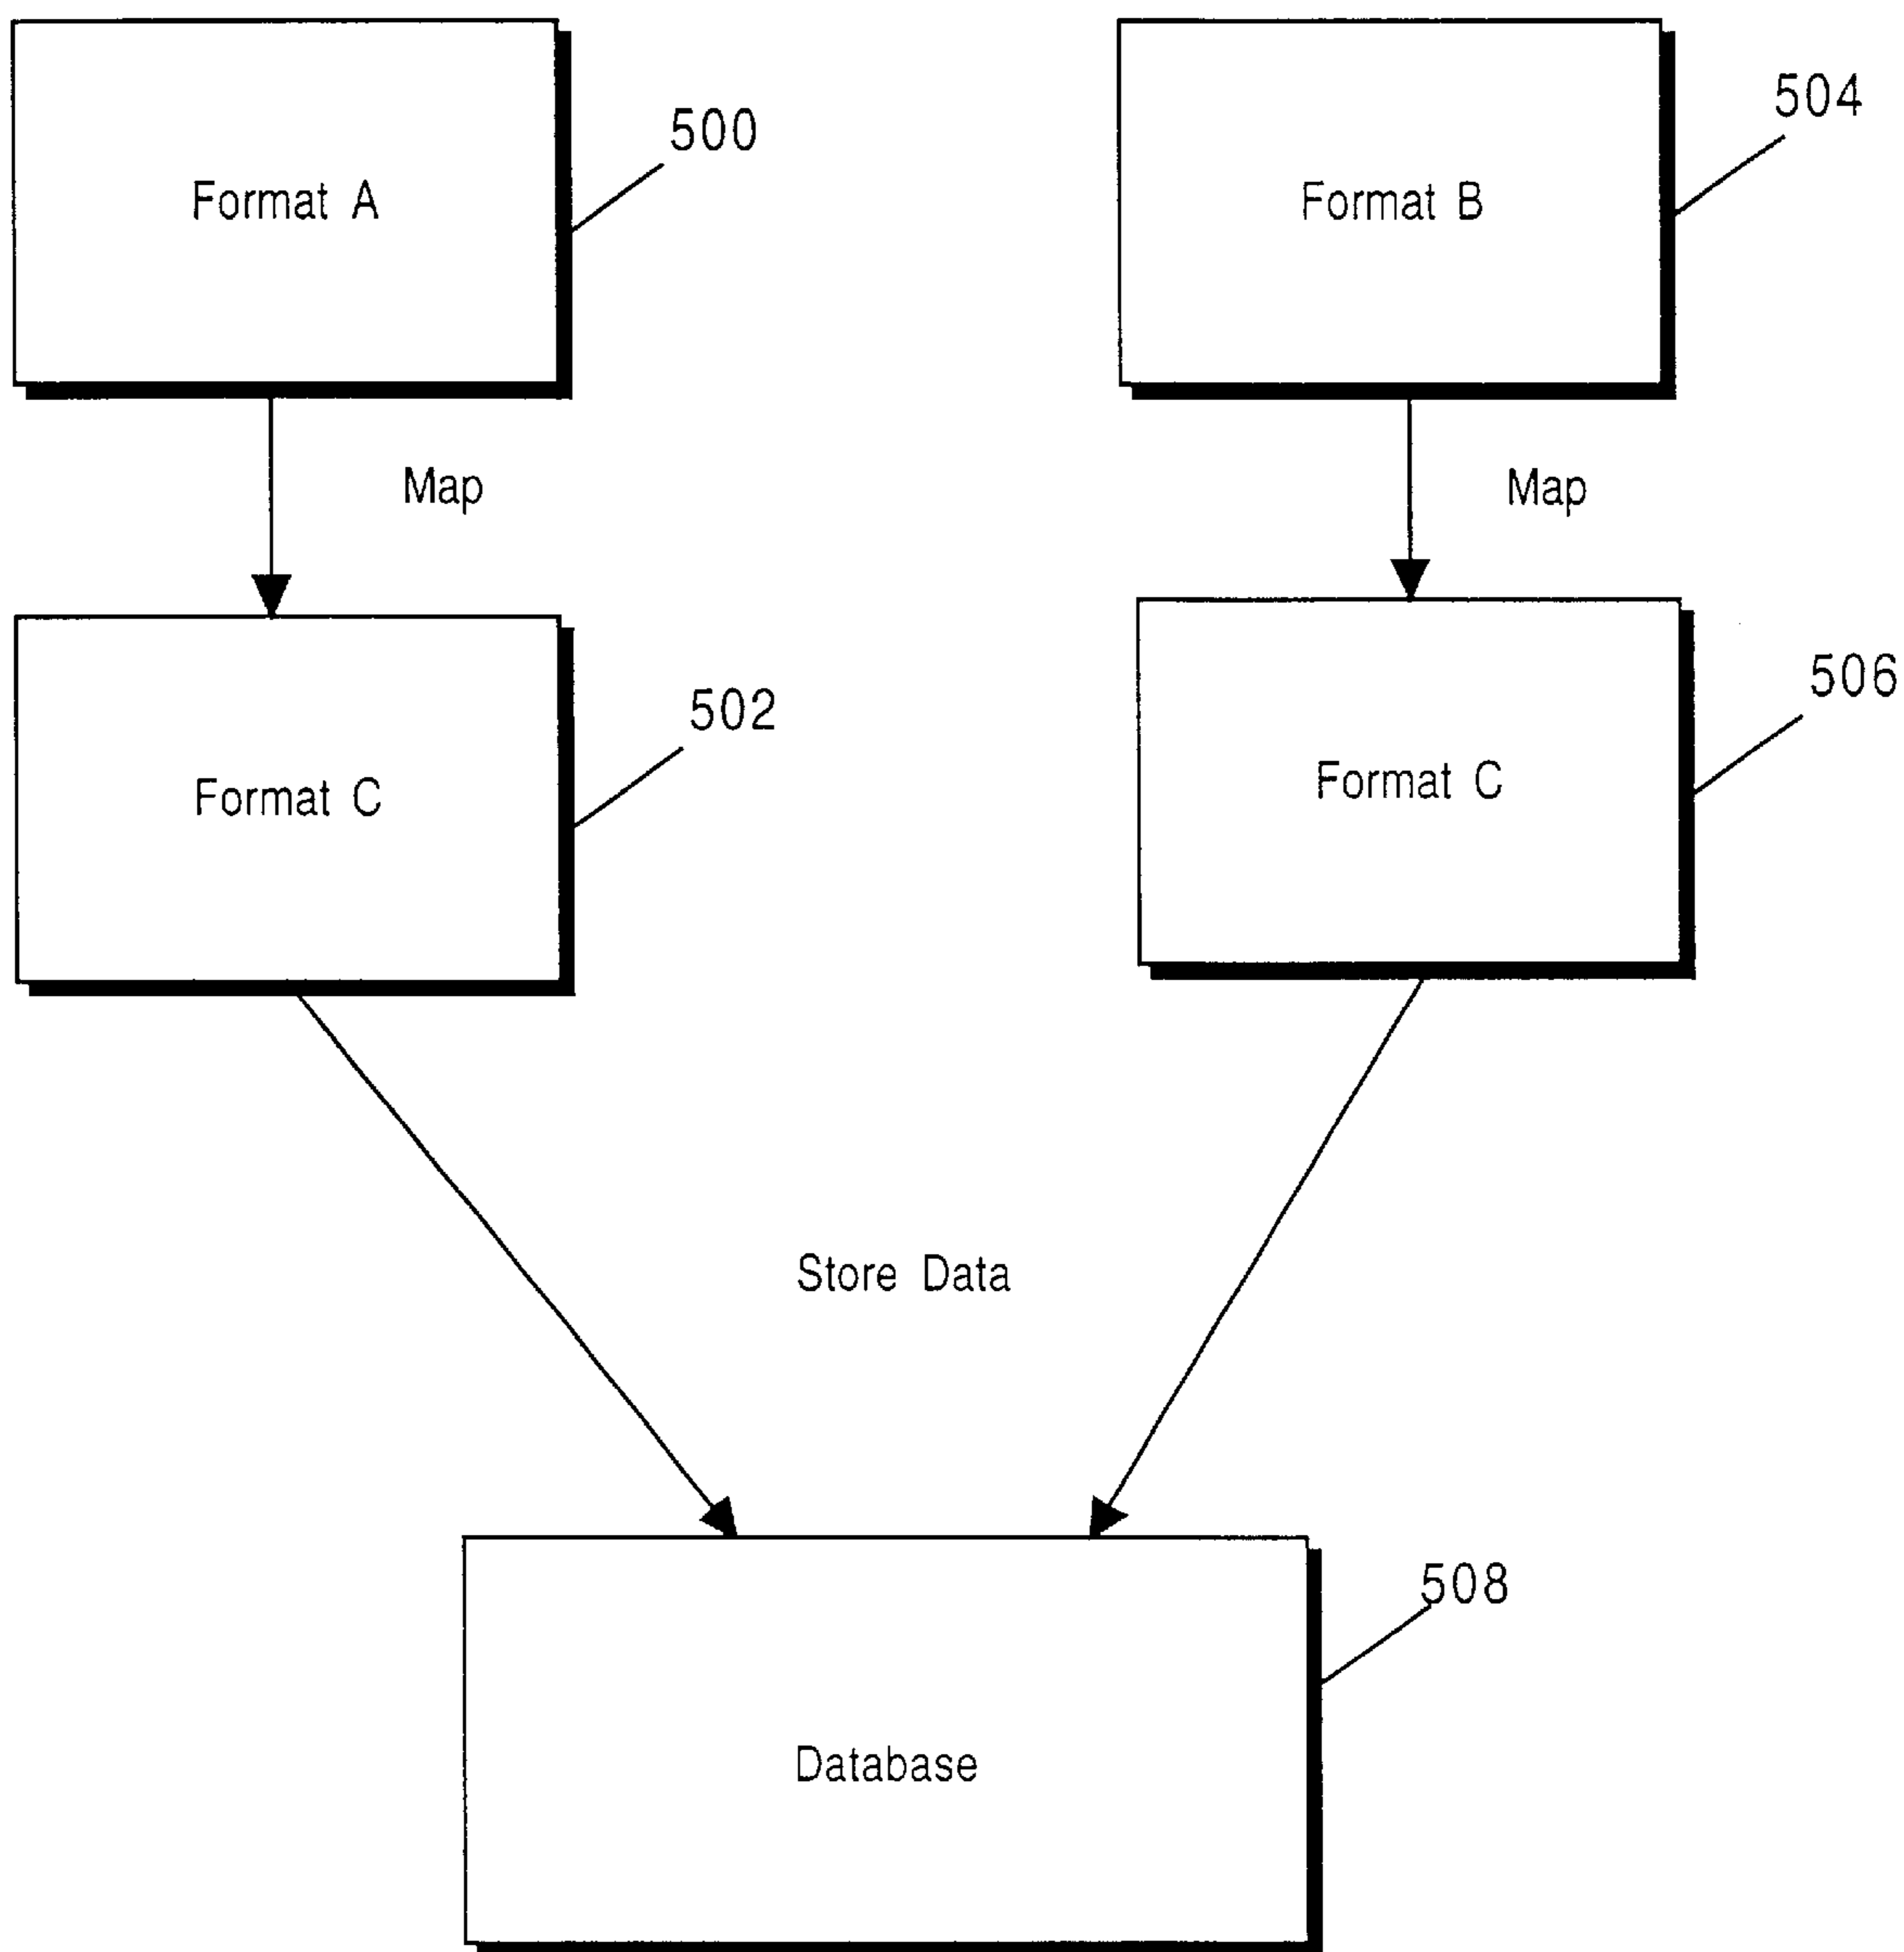 Format A
500
Format B
504
Map
Map
Format C
502
Format C
506
Store Data
Database
508